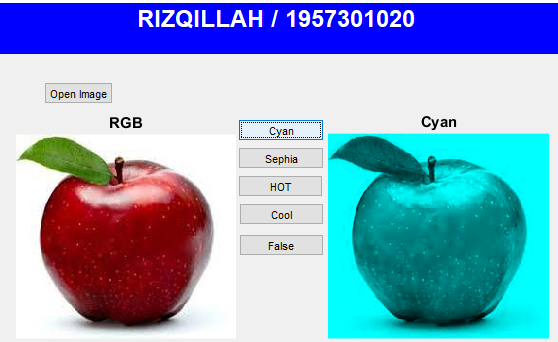 RIZQILLAH / 1957301020
Open Image
RGB
Cyan
Cyan
Sephia
HOT
Cool
False